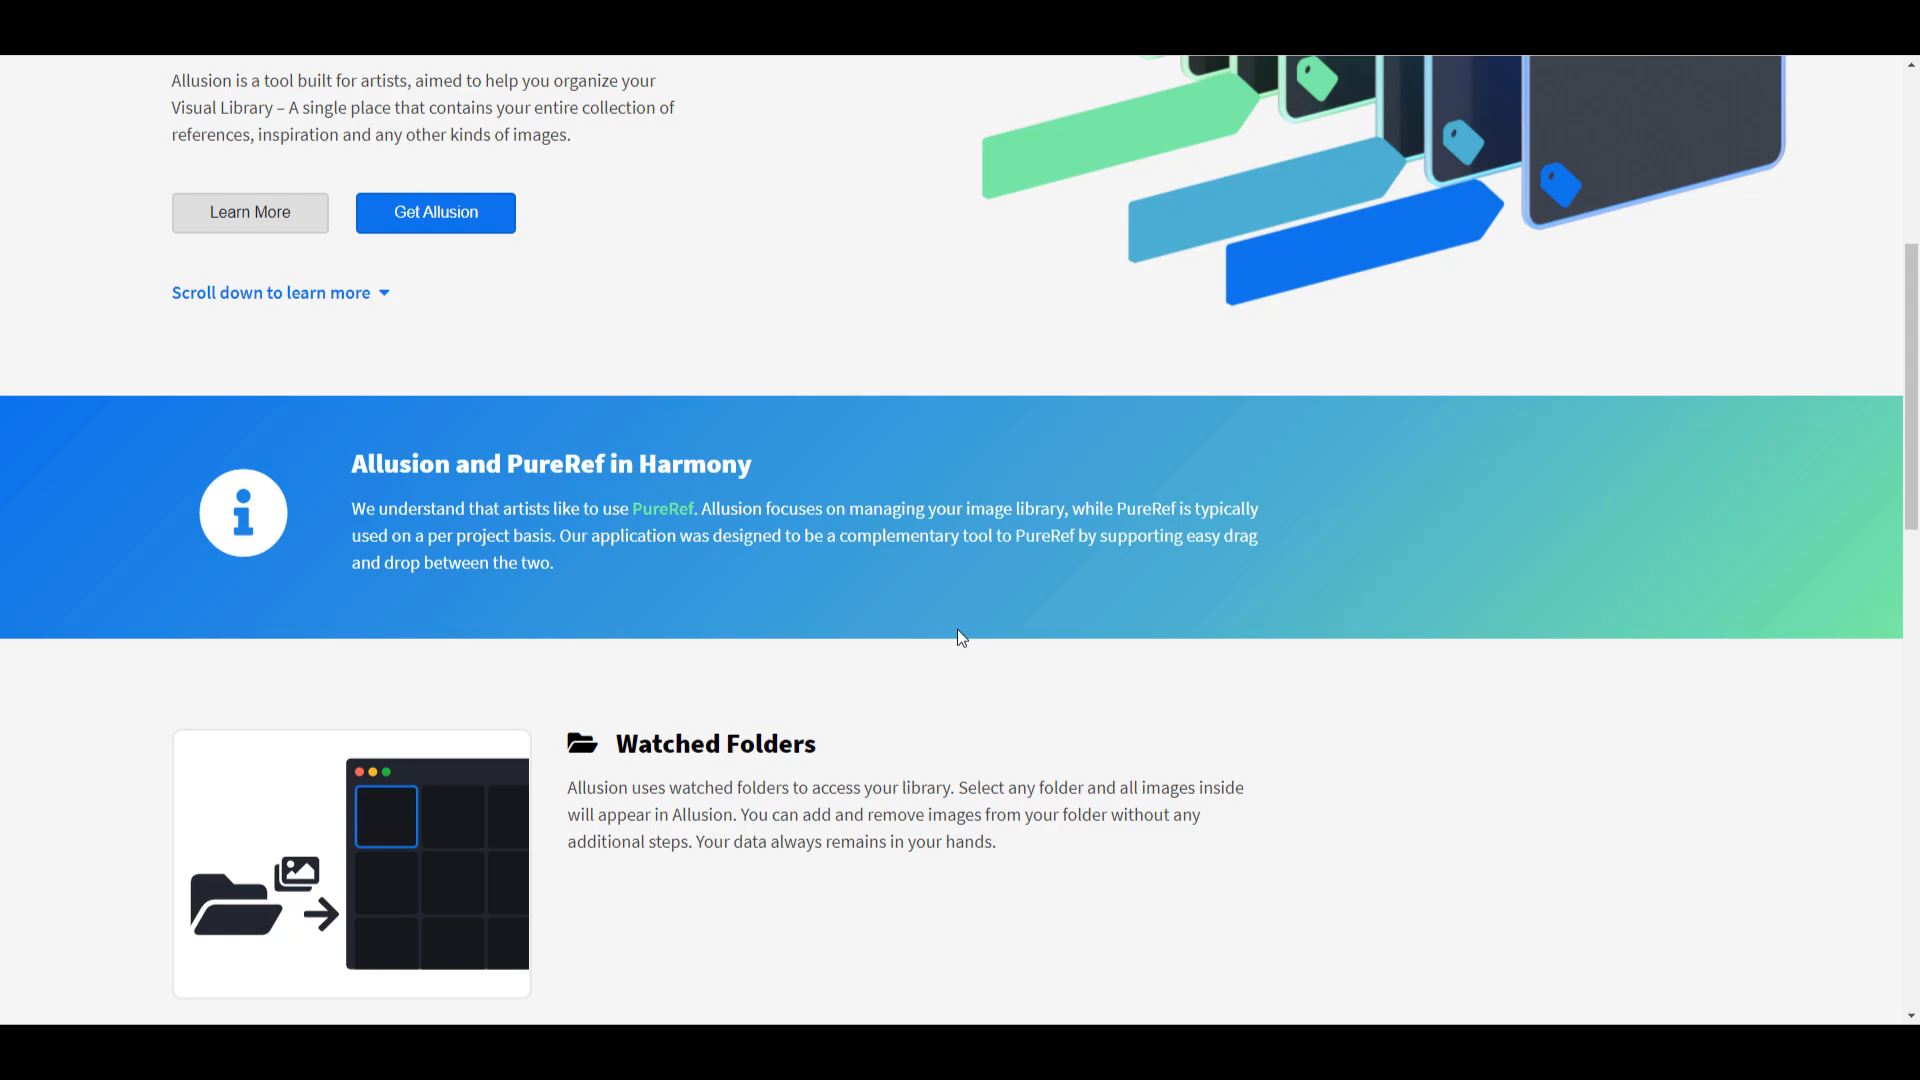 Allusion is a tool built for artists, aimed to help you organize your
Visual Library – A single place that contains your entire collection of
references, inspiration and any other kinds of images.
Learn More
Get Allusion
Scroll down to learn more
Allusion and PureRef in Harmony
We understand that artists like to use PureRef. Allusion focuses on managing your image library, while PureRef is typically
used on a per project basis. Our application was designed to be a complementary tool to PureRef by supporting easy drag
and drop between the two.
Watched Folders
Allusion uses watched folders to access your library. Select any folder and all images inside
will appear in Allusion. You can add and remove images from your folder without any
additional steps. Your data always remains in your hands.